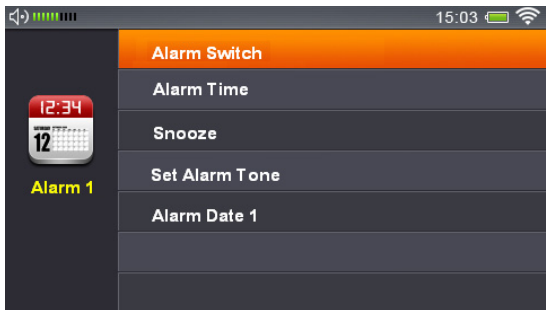 15:03
Alarm Switch
Alarm Time
12:34
Snooze
12
Set Alarm Tone
Alarm 1
Alarm Date 1